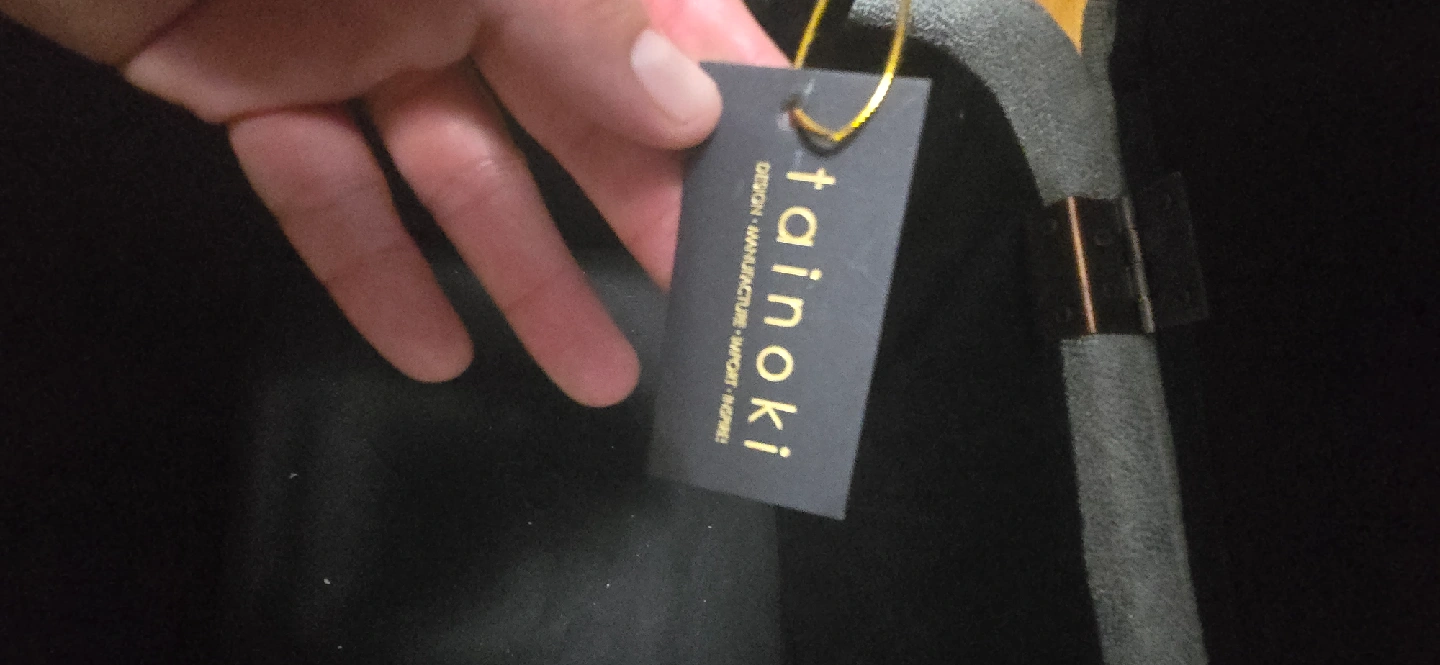 tainoki
DESIGN • MANUFACTURE • IMPORT • INSPIRE!